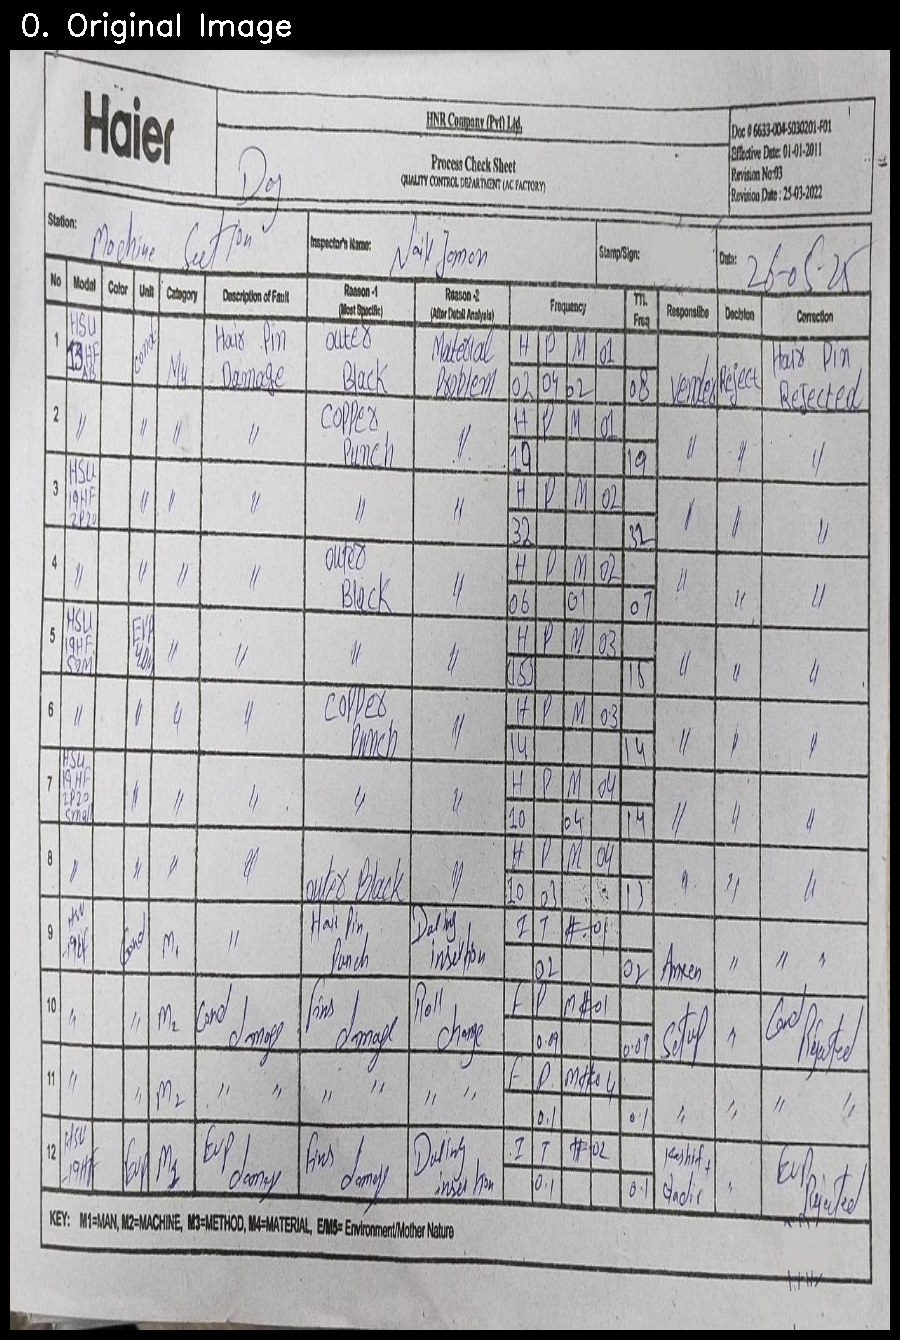 0. Original Image
Haier
HNR Company (Pvt) Ltd.
Process Check Sheet
QUALITY CONTROL DEPARTMENT (AC FACTORY)
Doc # 6633-004-5030201-F01
Effective Date: 01-01-2011
Revision No:03
Revision Date : 25-03-2022
Day
Station: Machine Section Inspector's Name: Stamp/Sign: Date: 26-05-25
No Model Color Unit Category Description of Fault Reason -1 (Most Specific) Reason -2 (After Detail Analysis) Frequency TTL Freq Responsilbe Decision Correction
1 HSU 13HF Cond M4 Hair Pin Damage outer Black Material Problem H P M 01 Vender Reject Hair Pin Rejected
02 04 02 08
2 〃 〃 〃 〃 COPPER Punch 〃 H P M 01 〃 〃 〃
19 19
3 HSU 19HF 2P20 〃 〃 〃 〃 〃 H P M 02 〃 〃 〃
32 32
4 〃 〃 〃 〃 outer Black 〃 H P M 02 〃 〃 〃
06 01 07
5 HSU 19HF SOM EVP 〃 〃 〃 〃 H P M 03 〃 〃 〃
15 15
6 〃 〃 〃 〃 COPPER Punch 〃 H P M 03 〃 〃 〃
14 14
7 HSU 19HF 2P20 Small 〃 〃 〃 〃 〃 H P M 04 〃 〃 〃
10 04 14
8 〃 〃 〃 〃 outer Black 〃 H P M 04 〃 〃 〃
10 03 13
9 HSU 19HF Cond M1 〃 Hair Pin Punch During insertion I T #01 Ameen 〃 〃 〃
02 02
10 〃 〃 M2 Cond damage fins damage Roll change F P M#01 Setup 〃 Cond Rejected
0.09 0.09
11 〃 〃 M2 〃 〃 〃 〃 〃 〃 F P 〃 〃 〃 〃
0.1 0.1
12 HSU 19HF Evp Evp damage fins damage During insertion I T #02 Kashif + Qadir 〃 Evp Rejected
0.1 0.1
KEY: M1=MAN, M2=MACHINE, M3=METHOD, M4=MATERIAL, E/M5= Environment/Mother Nature